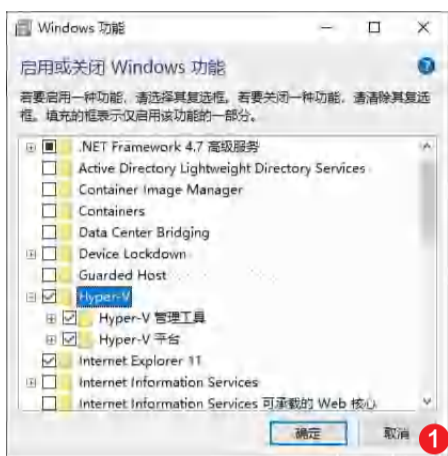 Windows 功能
启用或关闭 Windows 功能
若要启用一种功能，请选择其复选框。若要关闭一种功能，请清除其复选
框。填充的框表示仅启用该功能的一部分。
.NET Framework 4.7 高级服务
Active Directory Lightweight Directory Services
Container Image Manager
Containers
Data Center Bridging
Device Lockdown
Guarded Host
Hyper-V
Hyper-V 管理工具
Hyper-V 平台
Internet Explorer 11
Internet Information Services
Internet Information Services 可承载的 Web 核心
确定 取消 1